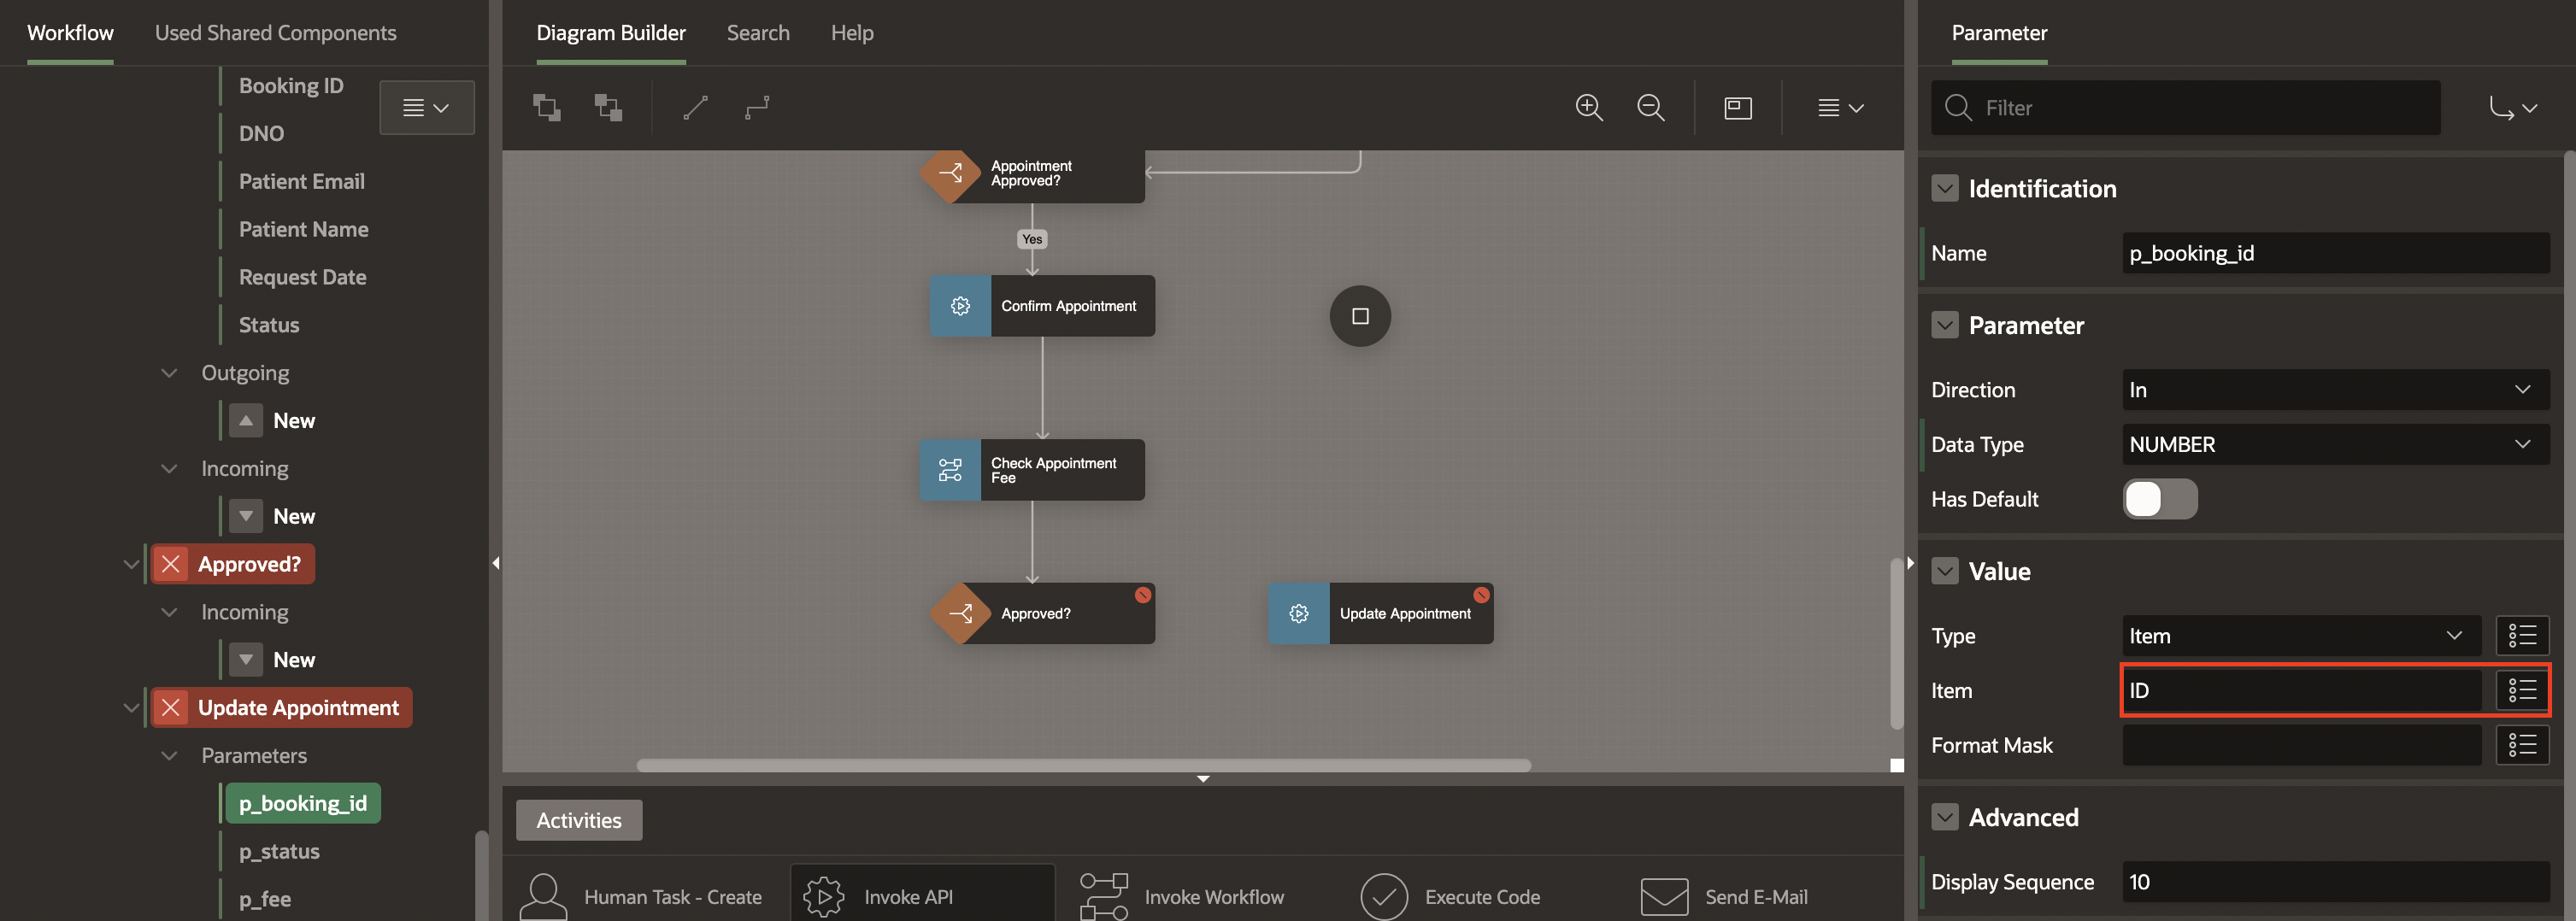 Workflow
Used Shared Components
Booking ID
DNO
Patient Email
Patient Name
Request Date
Status
Outgoing
New
Incoming
New
Approved?
Incoming
New
Update Appointment
Parameters
p_booking_id
p_status
p_fee
Diagram Builder
Search
Help
Appointment
Approved?
Yes
Confirm Appointment
Check Appointment
Fee
Approved?
Update Appointment
Activities
Human Task - Create
Invoke API
Invoke Workflow
Execute Code
Send E-Mail
Parameter
Filter
Identification
Name
p_booking_id
Parameter
Direction
In
Data Type
NUMBER
Has Default
Value
Type
Item
Item
ID
Format Mask
Advanced
Display Sequence
10